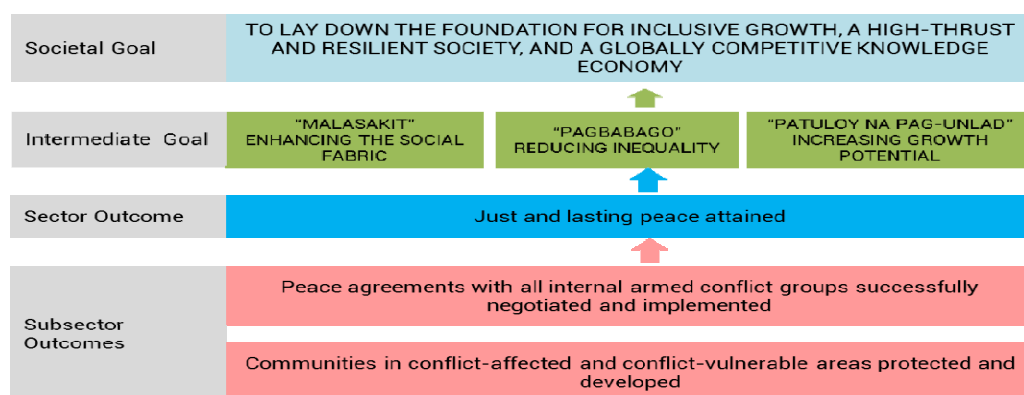 Societal Goal
TO LAY DOWN THE FOUNDATION FOR INCLUSIVE GROWTH, A HIGH-THRUST
AND RESILIENT SOCIETY, AND A GLOBALLY COMPETITIVE KNOWLEDGE
ECONOMY
Intermediate Goal
"MALASAKIT"
ENHANCING THE SOCIAL
FABRIC
"PAGBABAGO"
REDUCING INEQUALITY
"PATULOY NA PAG-UNLAD"
INCREASING GROWTH
POTENTIAL
Sector Outcome
Just and lasting peace attained
Subsector
Outcomes
Peace agreements with all internal armed conflict groups successfully
negotiated and implemented
Communities in conflict-affected and conflict-vulnerable areas protected and
developed